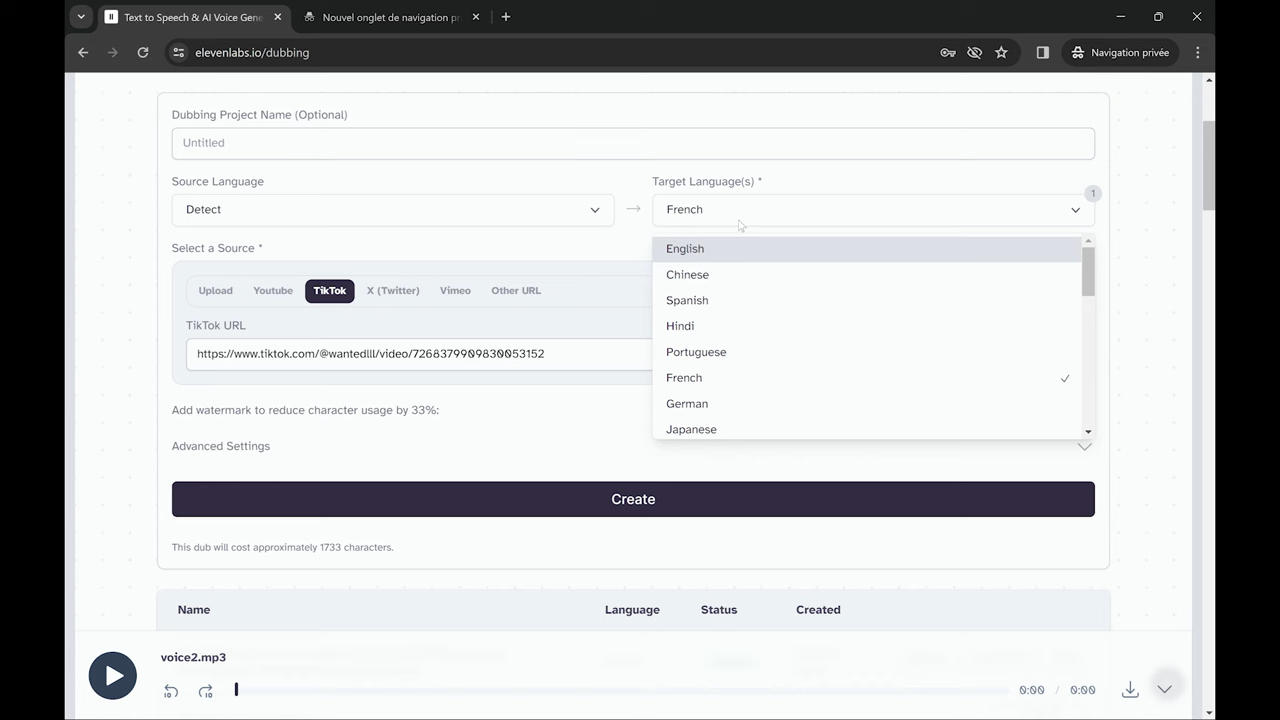 Text to Speech & AI Voice Gene
Nouvel onglet de navigation pr
elevenlabs.io/dubbing
Navigation privée
Dubbing Project Name (Optional)
Untitled
Source Language
Target Language(s) *
1
Detect
French
Select a Source *
English
Chinese
Spanish
Hindi
Portuguese
French
German
Japanese
Upload
Youtube
TikTok
X (Twitter)
Vimeo
Other URL
TikTok URL
https://www.tiktok.com/@wantedlll/video/7268379909830053152
Add watermark to reduce character usage by 33%:
Advanced Settings
Create
This dub will cost approximately 1733 characters.
Name
Language
Status
Created
voice2.mp3
10
10
0:00 / 0:00